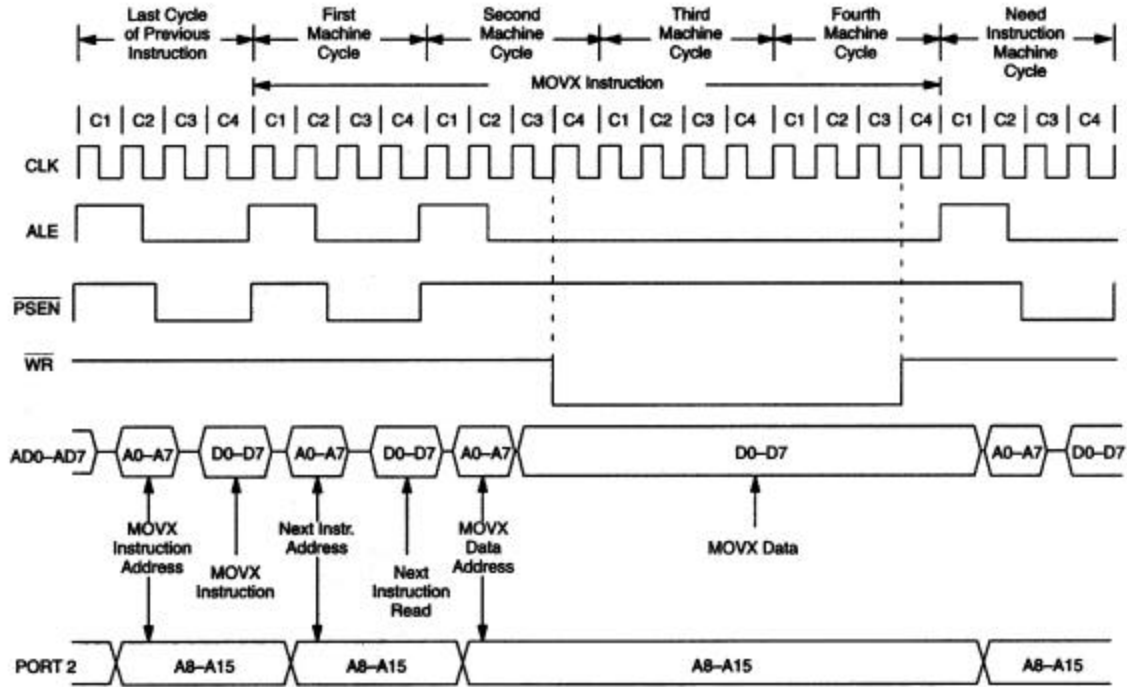 Last Cycle
of Previous
Instruction
First
Machine
Cycle
Second
Machine
Cycle
Third
Machine
Cycle
Fourth
Machine
Cycle
Need
Instruction
Machine
Cycle
MOVX Instruction
C1 C2 C3 C4 C1 C2 C3 C4 C1 C2 C3 C4 C1 C2 C3 C4 C1 C2 C3 C4 C1 C2 C3 C4
CLK
ALE
PSEN
WR
AD0–AD7 A0–A7 D0–D7 A0–A7 D0–D7 A0–A7 D0–D7 A0–A7 D0–D7
MOVX
Instruction
Address
MOVX
Instruction
Next Instr.
Address
Next
Instruction
Read
MOVX
Data
Address
MOVX Data
PORT 2 A8–A15 A8–A15 A8–A15 A8–A15